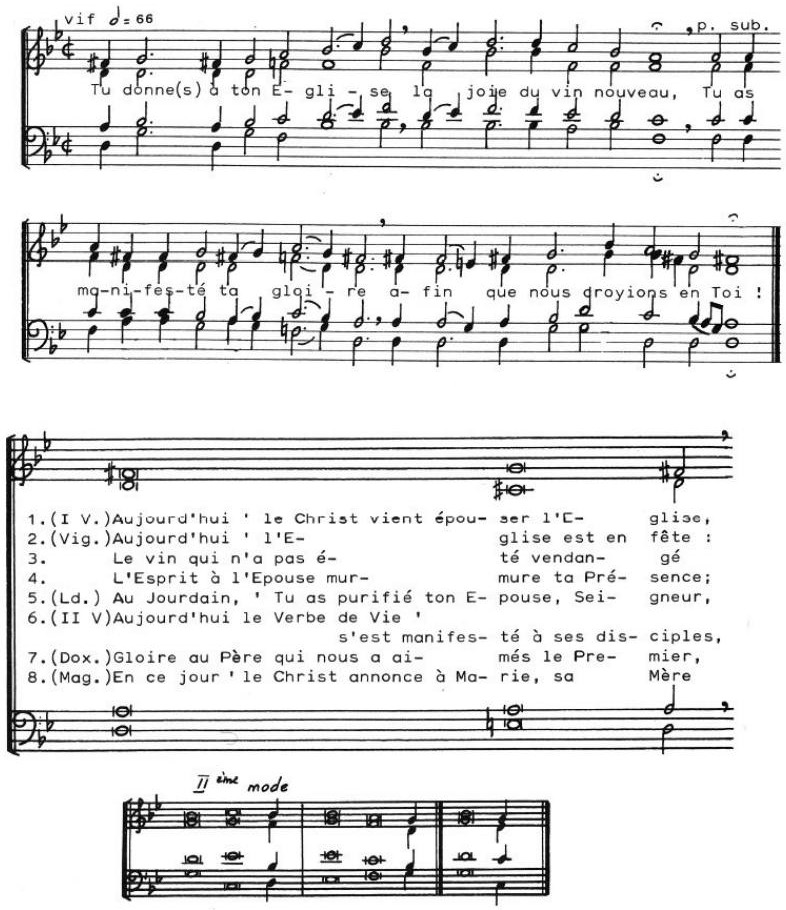 vif 𝅗𝅥 = 66
p. sub.
Tu donne(s) à ton E- gli - se la joie du vin nouveau, Tu as
ma-ni-fes-té ta gloi - re a- fin que nous croyions en Toi !
1.(I V.)Aujourd'hui ' le Christ vient épou- ser l'E- glise,
2.(Vig.)Aujourd'hui ' l'E- glise est en fête :
3. Le vin qui n'a pas é- té vendan- gé
4. L'Esprit à l'Epouse mur- mure ta Pré- sence;
5.(Ld.) Au Jourdain, ' Tu as purifié ton E- pouse, Sei- gneur,
6.(II V)Aujourd'hui le Verbe de Vie '
s'est manifes- té à ses dis- ciples,
7.(Dox.)Gloire au Père qui nous a ai- més le Pre- mier,
8.(Mag.)En ce jour ' le Christ annonce à Ma- rie, sa Mère
II ème mode